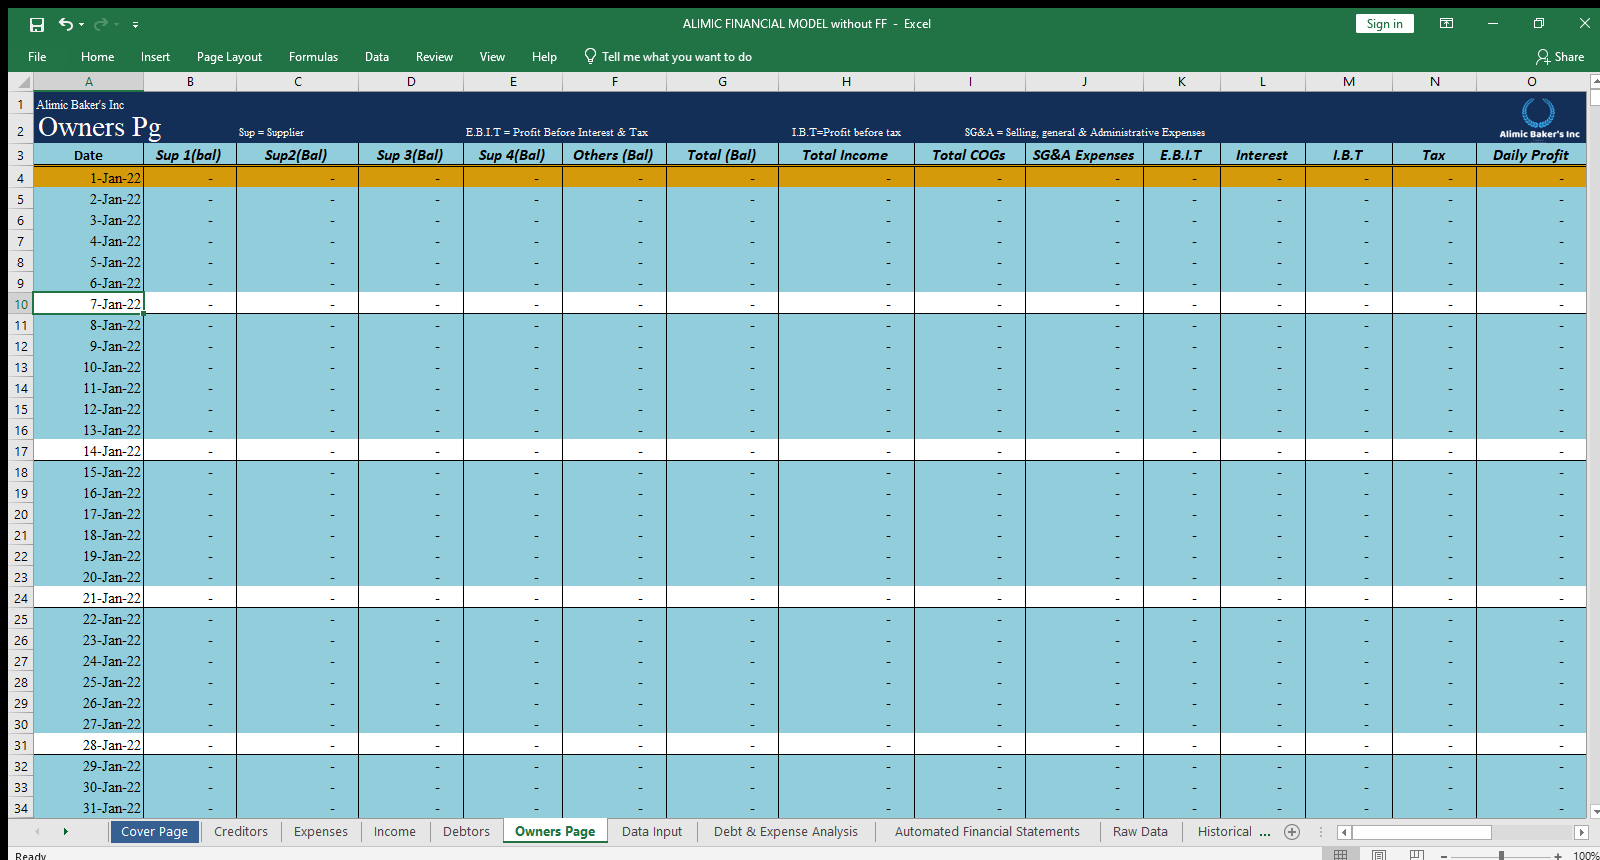 ALIMIC FINANCIAL MODEL without FF - Excel
Sign in
File Home Insert Page Layout Formulas Data Review View Help Tell me what you want to do Share
A B C D E F G H I J K L M N O
1 Alimic Baker's Inc
2 Owners Pg Sup = Supplier E.B.I.T = Profit Before Interest & Tax I.B.T=Profit before tax SG&A = Selling, general & Administrative Expenses Alimic Baker's Inc
3 Date Sup 1(bal) Sup2(Bal) Sup 3(Bal) Sup 4(Bal) Others (Bal) Total (Bal) Total Income Total COGs SG&A Expenses E.B.I.T Interest I.B.T Tax Daily Profit
4 1-Jan-22 - - - - - - - - - - - - - -
5 2-Jan-22 - - - - - - - - - - - - - -
6 3-Jan-22 - - - - - - - - - - - - - -
7 4-Jan-22 - - - - - - - - - - - - - -
8 5-Jan-22 - - - - - - - - - - - - - -
9 6-Jan-22 - - - - - - - - - - - - - -
10 7-Jan-22 - - - - - - - - - - - - - -
11 8-Jan-22 - - - - - - - - - - - - - -
12 9-Jan-22 - - - - - - - - - - - - - -
13 10-Jan-22 - - - - - - - - - - - - - -
14 11-Jan-22 - - - - - - - - - - - - - -
15 12-Jan-22 - - - - - - - - - - - - - -
16 13-Jan-22 - - - - - - - - - - - - - -
17 14-Jan-22 - - - - - - - - - - - - - -
18 15-Jan-22 - - - - - - - - - - - - - -
19 16-Jan-22 - - - - - - - - - - - - - -
20 17-Jan-22 - - - - - - - - - - - - - -
21 18-Jan-22 - - - - - - - - - - - - - -
22 19-Jan-22 - - - - - - - - - - - - - -
23 20-Jan-22 - - - - - - - - - - - - - -
24 21-Jan-22 - - - - - - - - - - - - - -
25 22-Jan-22 - - - - - - - - - - - - - -
26 23-Jan-22 - - - - - - - - - - - - - -
27 24-Jan-22 - - - - - - - - - - - - - -
28 25-Jan-22 - - - - - - - - - - - - - -
29 26-Jan-22 - - - - - - - - - - - - - -
30 27-Jan-22 - - - - - - - - - - - - - -
31 28-Jan-22 - - - - - - - - - - - - - -
32 29-Jan-22 - - - - - - - - - - - - - -
33 30-Jan-22 - - - - - - - - - - - - - -
34 31-Jan-22 - - - - - - - - - - - - - -
Cover Page Creditors Expenses Income Debtors Owners Page Data Input Debt & Expense Analysis Automated Financial Statements Raw Data Historical ...
Ready 100%